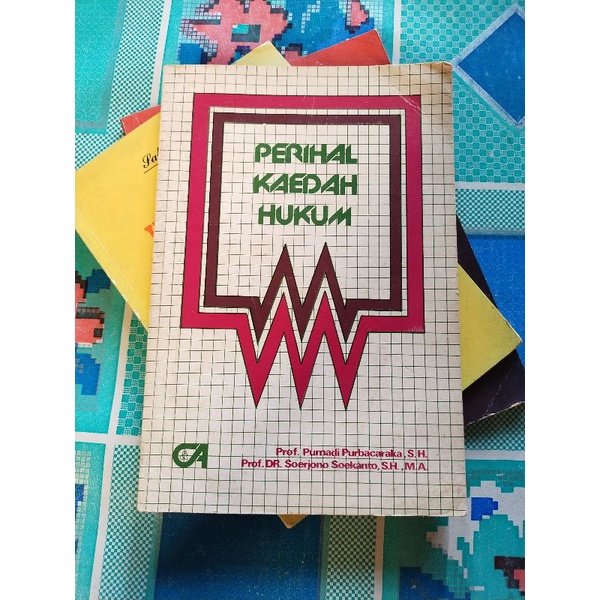 PERIHAL
KAEDAH
HUKUM
Prof. Purnadi Purbacaraka, S.H.
Prof. DR. Soerjono Soekanto, S.H., M.A.